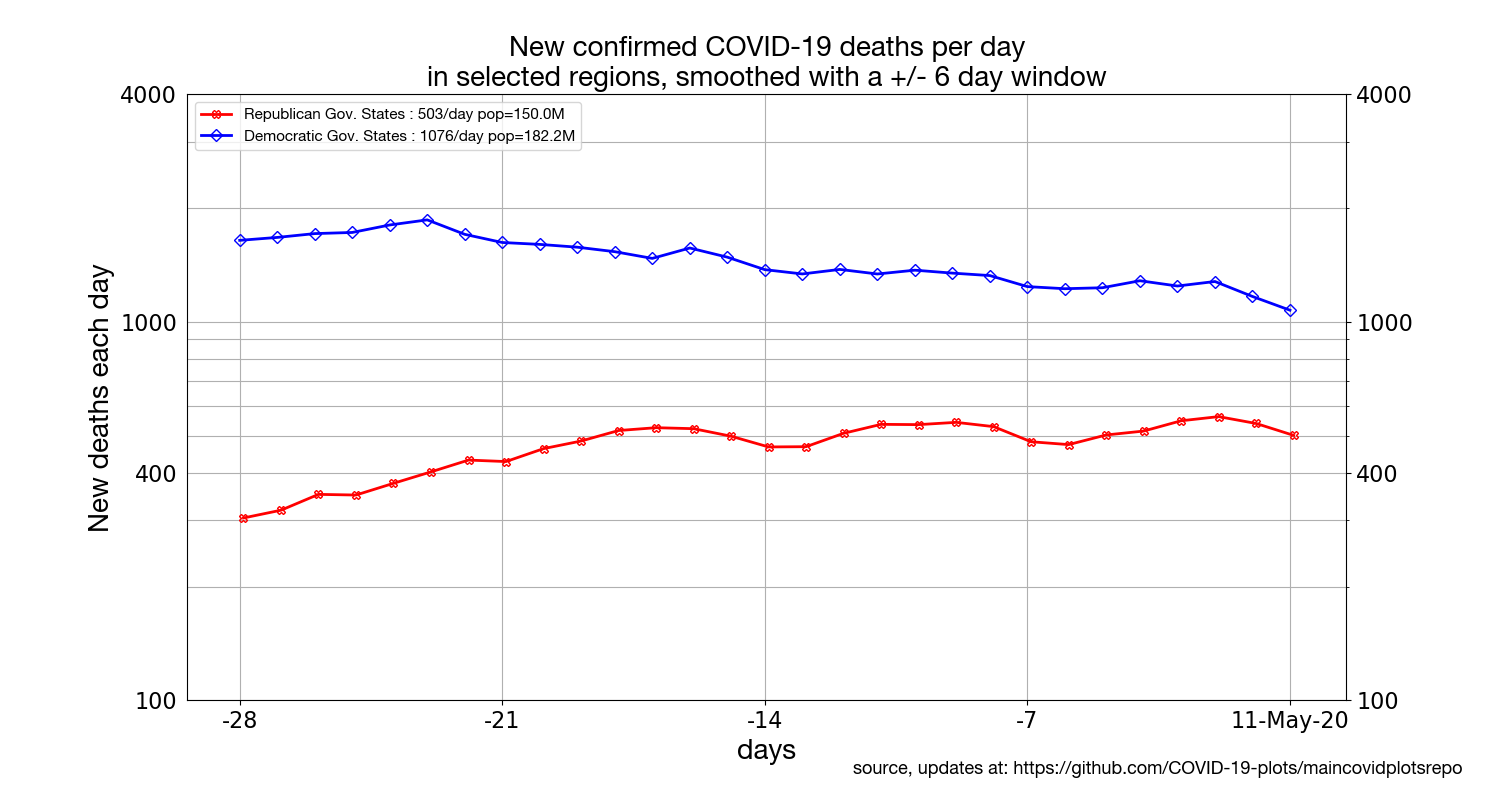 New confirmed COVID-19 deaths per day
in selected regions, smoothed with a +/- 6 day window
4000
4000
Republican Gov. States : 503/day pop=150.0M
Democratic Gov. States : 1076/day pop=182.2M
New deaths each day
1000
1000
400
400
100
100
-28
-21
-14
-7
11-May-20
days
source, updates at: https://github.com/COVID-19-plots/maincovidplotsrepo